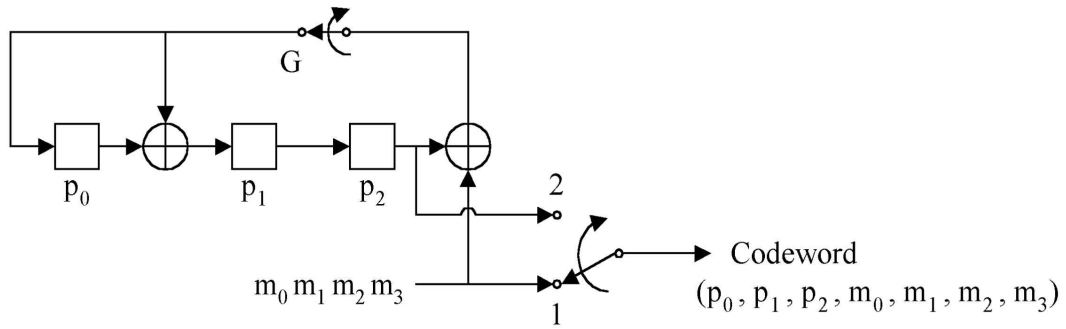 G
p₀
p₁
p₂
2
m₀ m₁ m₂ m₃
1
Codeword
(p₀, p₁, p₂, m₀, m₁, m₂, m₃)